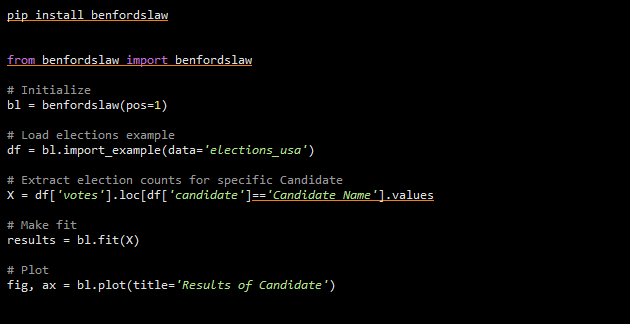 pip install benfordslaw
from benfordslaw import benfordslaw
# Initialize
bl = benfordslaw(pos=1)
# Load elections example
df = bl.import_example(data='elections_usa')
# Extract election counts for specific Candidate
X = df['votes'].loc[df['candidate']=='Candidate Name'].values
# Make fit
results = bl.fit(X)
# Plot
fig, ax = bl.plot(title='Results of Candidate')